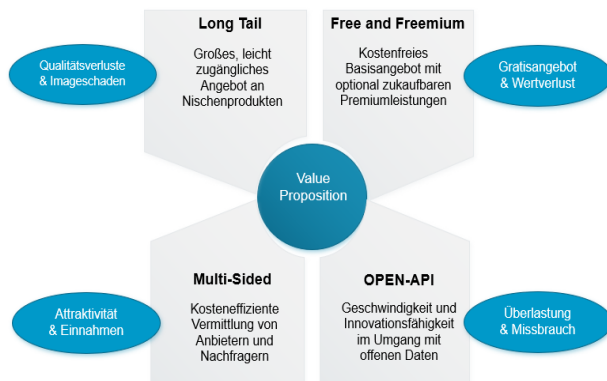 Long Tail
Großes, leicht
zugängliches
Angebot an
Nischenprodukten
Free and Freemium
Kostenfreies
Basisangebot mit
optional zukaufbaren
Premiumleistungen
Qualitätsverluste
& Imageschaden
Gratisangebot
& Wertverlust
Value
Proposition
Multi-Sided
Kosteneffiziente
Vermittlung von
Anbietern und
Nachfragern
OPEN-API
Geschwindigkeit und
Innovationsfähigkeit
im Umgang mit
offenen Daten
Attraktivität
& Einnahmen
Überlastung
& Missbrauch